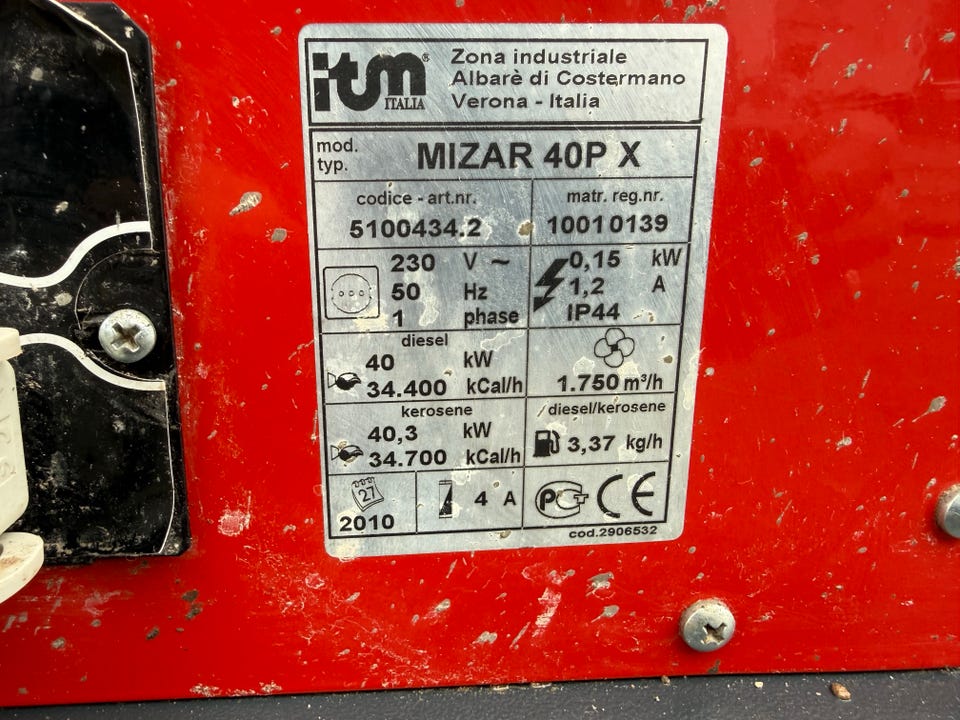 itm® ITALIA
Zona industriale
Albarè di Costermano
Verona - Italia
mod. typ. MIZAR 40P X
codice - art.nr.
5100434.2
matr. reg.nr.
10010139
230 V ~
50 Hz
1 phase
0,15 kW
1,2 A
IP44
diesel
40 kW
34.400 kCal/h
1.750 m³/h
kerosene
40,3 kW
34.700 kCal/h
diesel/kerosene
3,37 kg/h
27
2010
4 A
PCT CE
cod.2906532